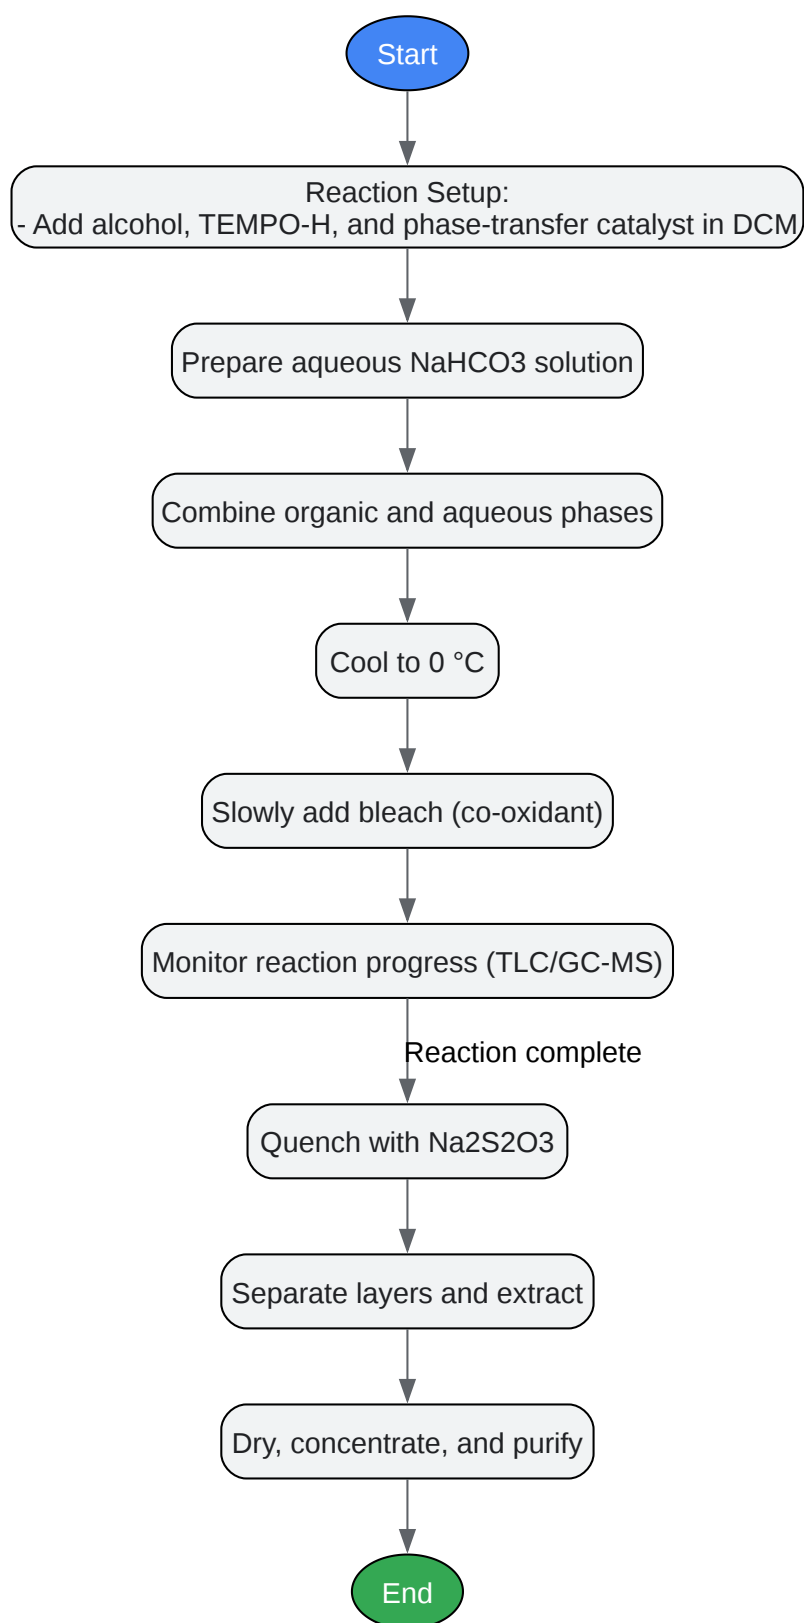 Start
Reaction Setup:
- Add alcohol, TEMPO-H, and phase-transfer catalyst in DCM
Prepare aqueous NaHCO3 solution
Combine organic and aqueous phases
Cool to 0 °C
Slowly add bleach (co-oxidant)
Monitor reaction progress (TLC/GC-MS)
Reaction complete
Quench with Na2S2O3
Separate layers and extract
Dry, concentrate, and purify
End